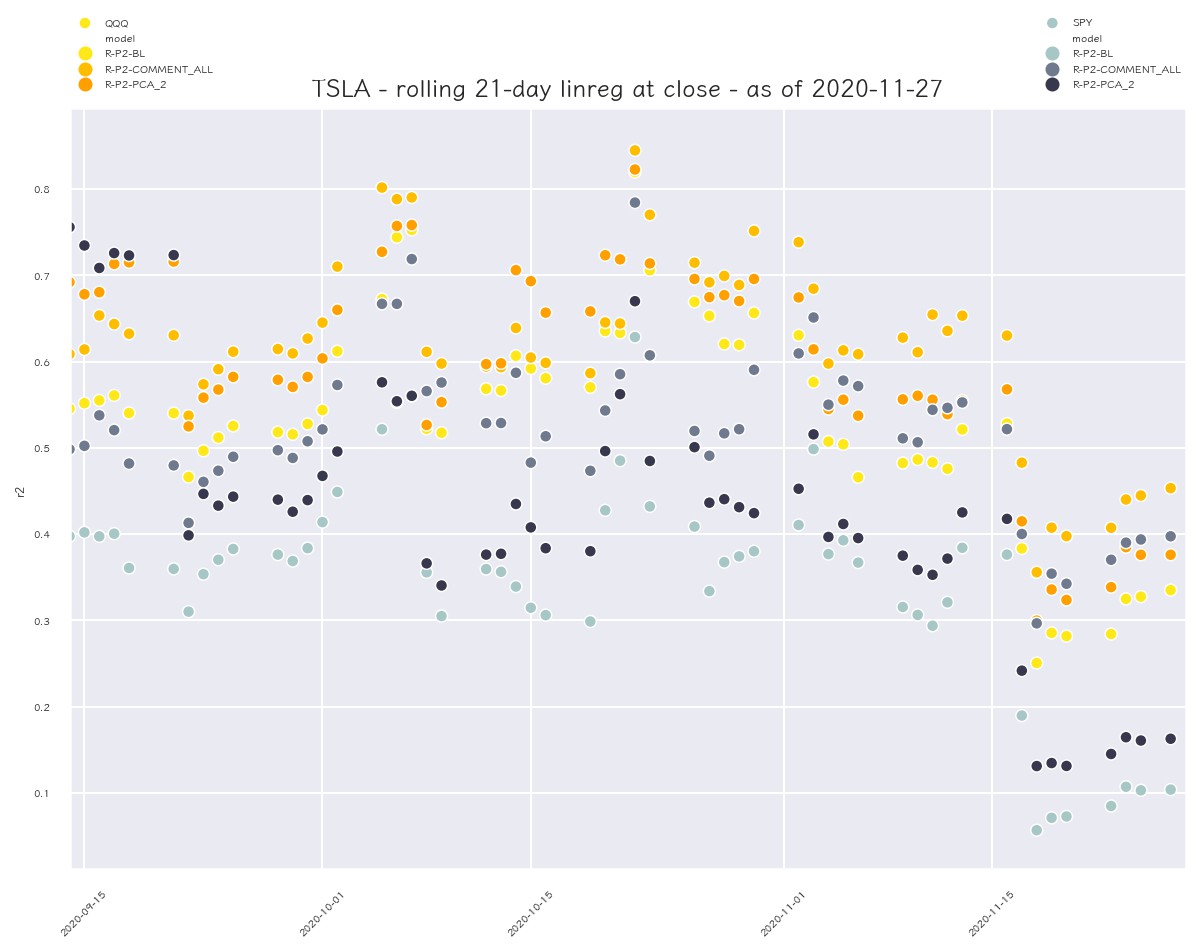 QQQ
model
R-P2-BL
R-P2-COMMENT_ALL
R-P2-PCA_2
SPY
model
R-P2-BL
R-P2-COMMENT_ALL
R-P2-PCA_2
TSLA - rolling 21-day linreg at close - as of 2020-11-27
0.8
0.7
0.6
0.5
r2
0.4
0.3
0.2
0.1
2020-09-15
2020-10-01
2020-10-15
2020-11-01
2020-11-15